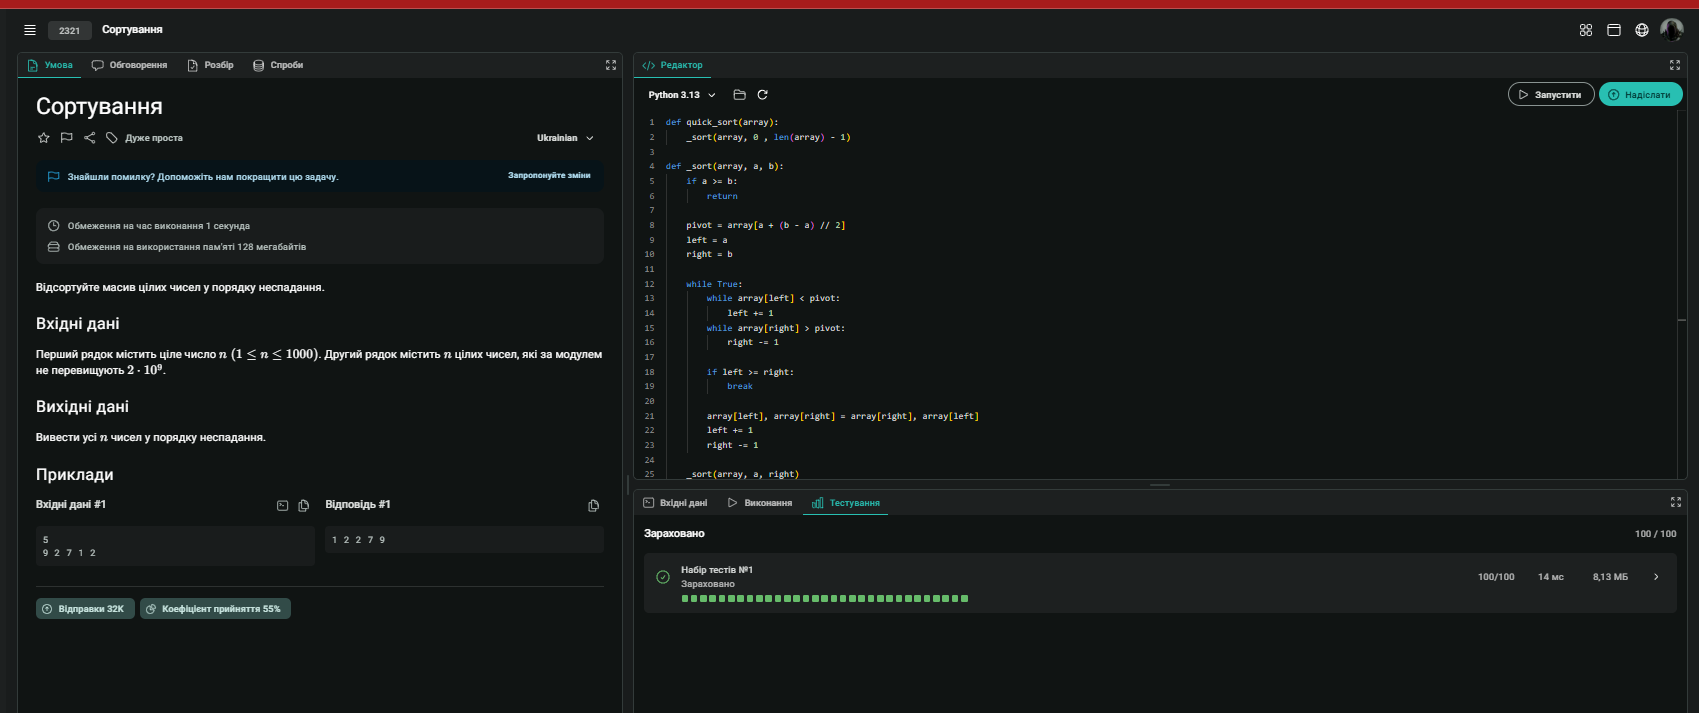 2321 Сортування
Умова Обговорення Розбір Спроби
Сортування
Дуже проста Ukrainian
Знайшли помилку? Допоможіть нам покращити цю задачу. Запропонуйте зміни
Обмеження на час виконання 1 секунда
Обмеження на використання пам'яті 128 мегабайтів
Відсортуйте масив цілих чисел у порядку неспадання.
Вхідні дані
Перший рядок містить ціле число n (1 ≤ n ≤ 1000). Другий рядок містить n цілих чисел, які за модулем
не перевищують 2 · 10⁹.
Вихідні дані
Вивести усі n чисел у порядку неспадання.
Приклади
Вхідні дані #1
5
9 2 7 1 2
Відповідь #1
1 2 2 7 9
Відправки 32K Коефіцієнт прийняття 55%
</> Редактор
Python 3.13 Запустити Надіслати
1 def quick_sort(array):
2     _sort(array, 0 , len(array) - 1)
3
4 def _sort(array, a, b):
5     if a >= b:
6         return
7
8     pivot = array[a + (b - a) // 2]
9     left = a
10     right = b
11
12     while True:
13         while array[left] < pivot:
14             left += 1
15         while array[right] > pivot:
16             right -= 1
17
18         if left >= right:
19             break
20
21         array[left], array[right] = array[right], array[left]
22         left += 1
23         right -= 1
24
25     _sort(array, a, right)
Вхідні дані Виконання Тестування
Зараховано 100 / 100
Набір тестів №1
Зараховано
100/100 14 мс 8,13 МБ